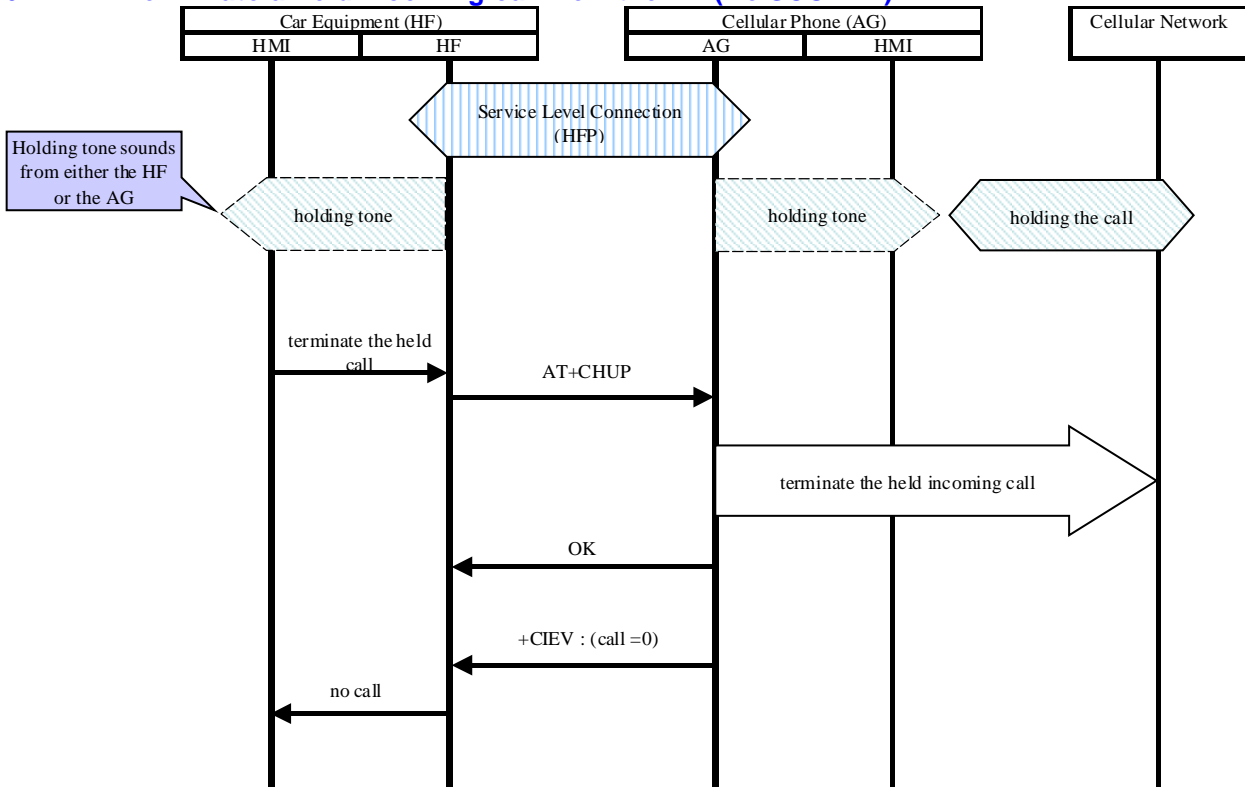 Car Equipment (HF)
Cellular Phone (AG)
Cellular Network
HMI
HF
AG
HMI
Service Level Connection
(HFP)
Holding tone sounds
from either the HF
or the AG
holding tone
holding tone
holding the call
terminate the held
call
AT+CHUP
terminate the held incoming call
OK
+CIEV : (call =0)
no call